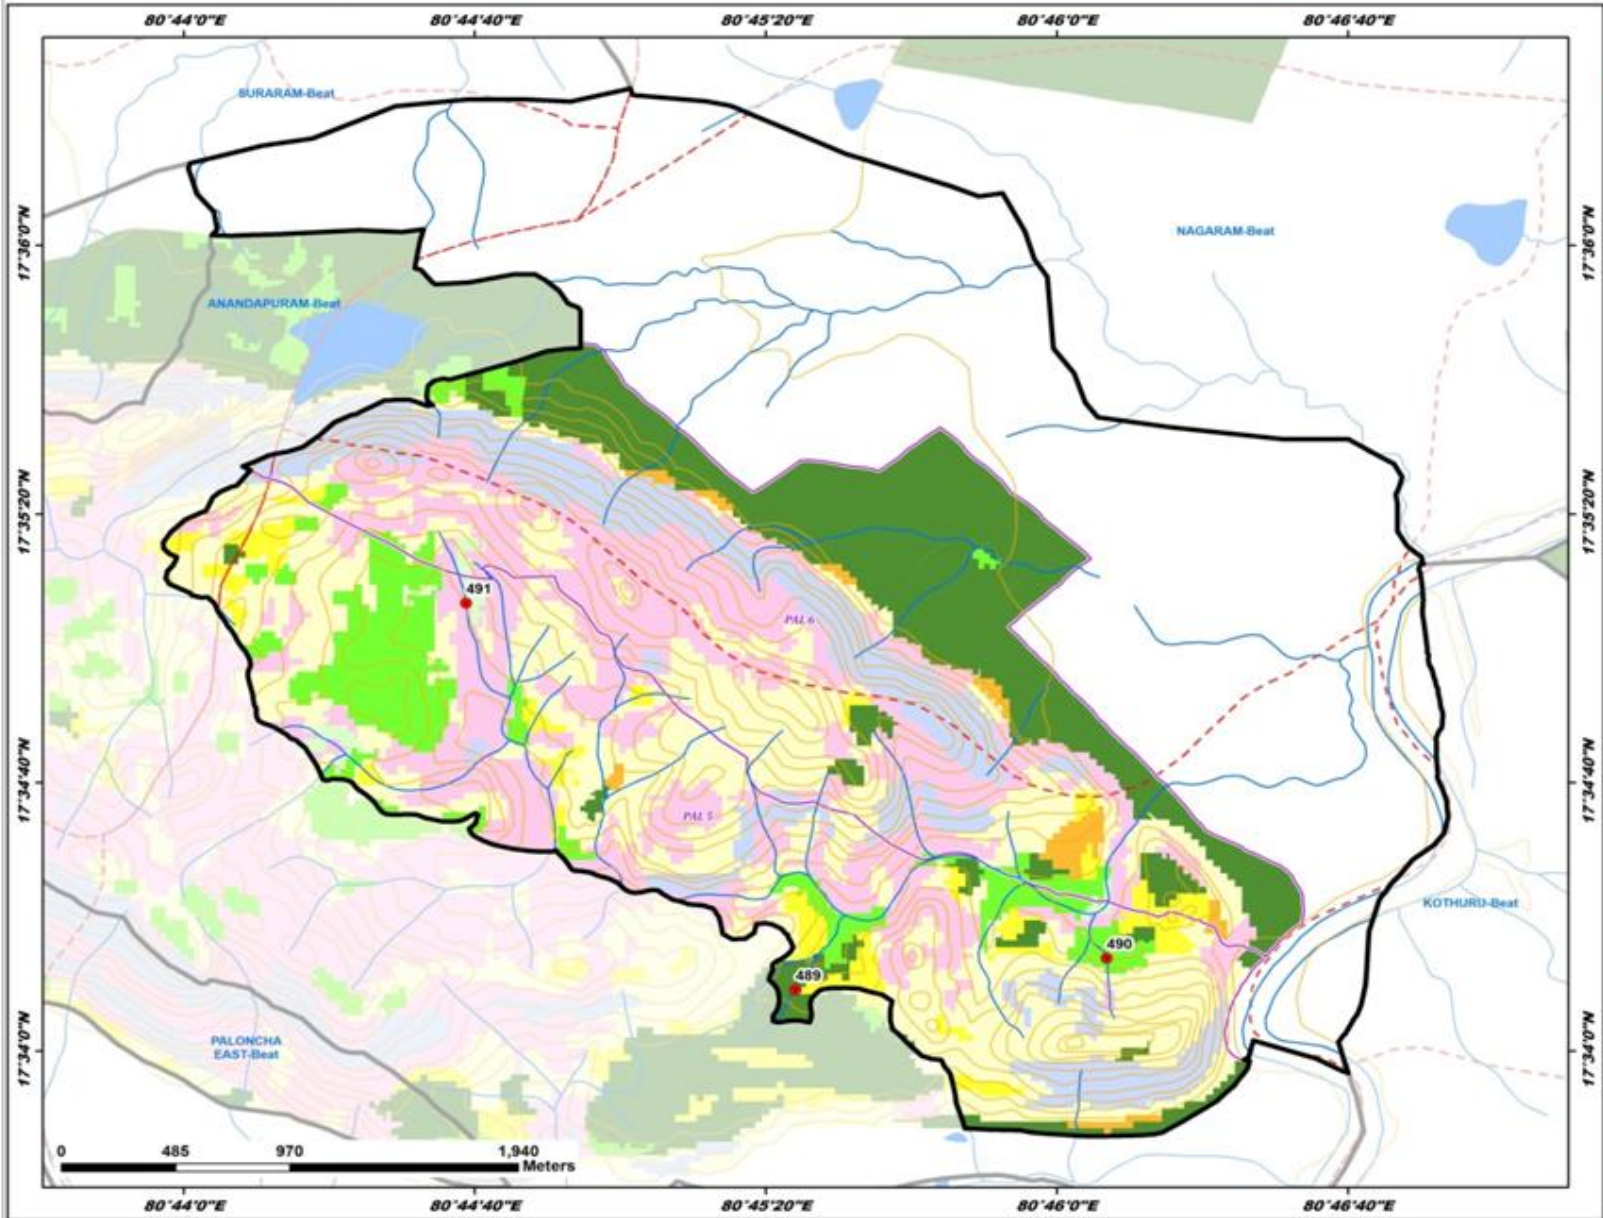 80°44'0"E 80°44'40"E 80°45'20"E 80°46'0"E 80°46'40"E
SURARAM-Beat
NAGARAM-Beat
17°36'0"N 17°36'0"N
ANANDAPURAM-Beat
17°35'20"N 17°35'20"N
491
PAL 6
17°34'40"N 17°34'40"N
PAL 5
KOTHURU-Beat
490
489
PALONCHA
EAST-Beat
17°34'0"N 17°34'0"N
0 485 970 1,940
Meters
80°44'0"E 80°44'40"E 80°45'20"E 80°46'0"E 80°46'40"E